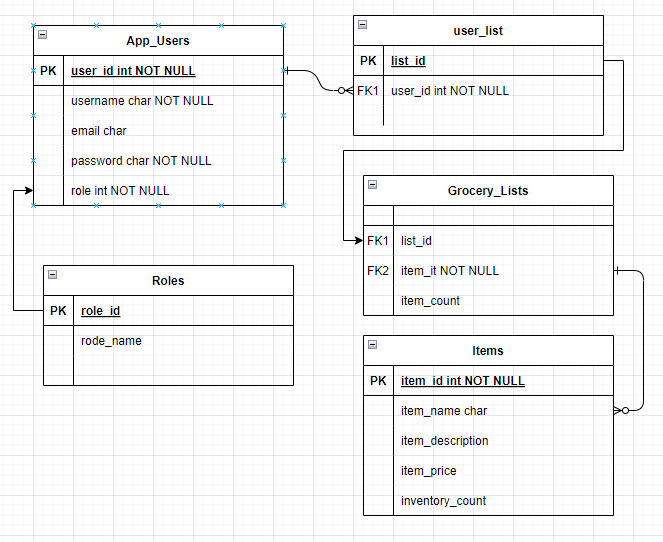 App_Users
PK user_id int NOT NULL
username char NOT NULL
email char
password char NOT NULL
role int NOT NULL
user_list
PK list_id
FK1 user_id int NOT NULL
Grocery_Lists
FK1 list_id
FK2 item_it NOT NULL
item_count
Roles
PK role_id
rode_name
Items
PK item_id int NOT NULL
item_name char
item_description
item_price
inventory_count